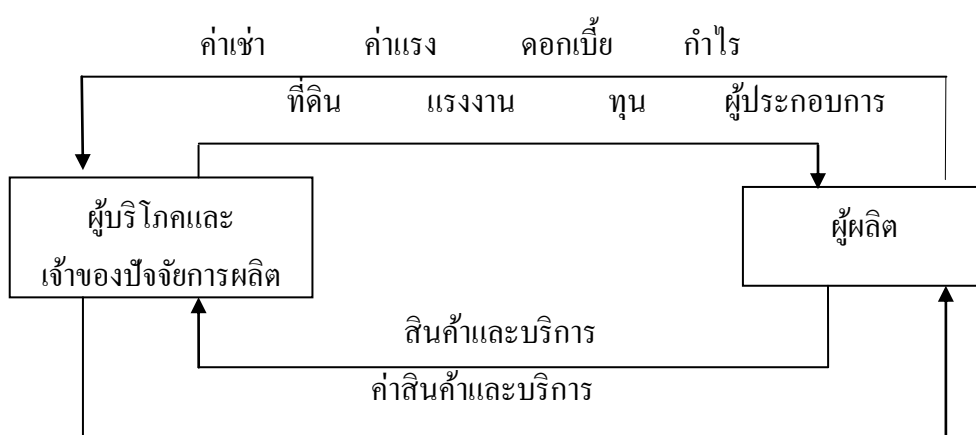 ค่าเช่า ค่าแรง ดอกเบี้ย กำไร
ที่ดิน แรงงาน ทุน ผู้ประกอบการ
ผู้บริโภคและ
เจ้าของปัจจัยการผลิต
ผู้ผลิต
สินค้าและบริการ
ค่าสินค้าและบริการ